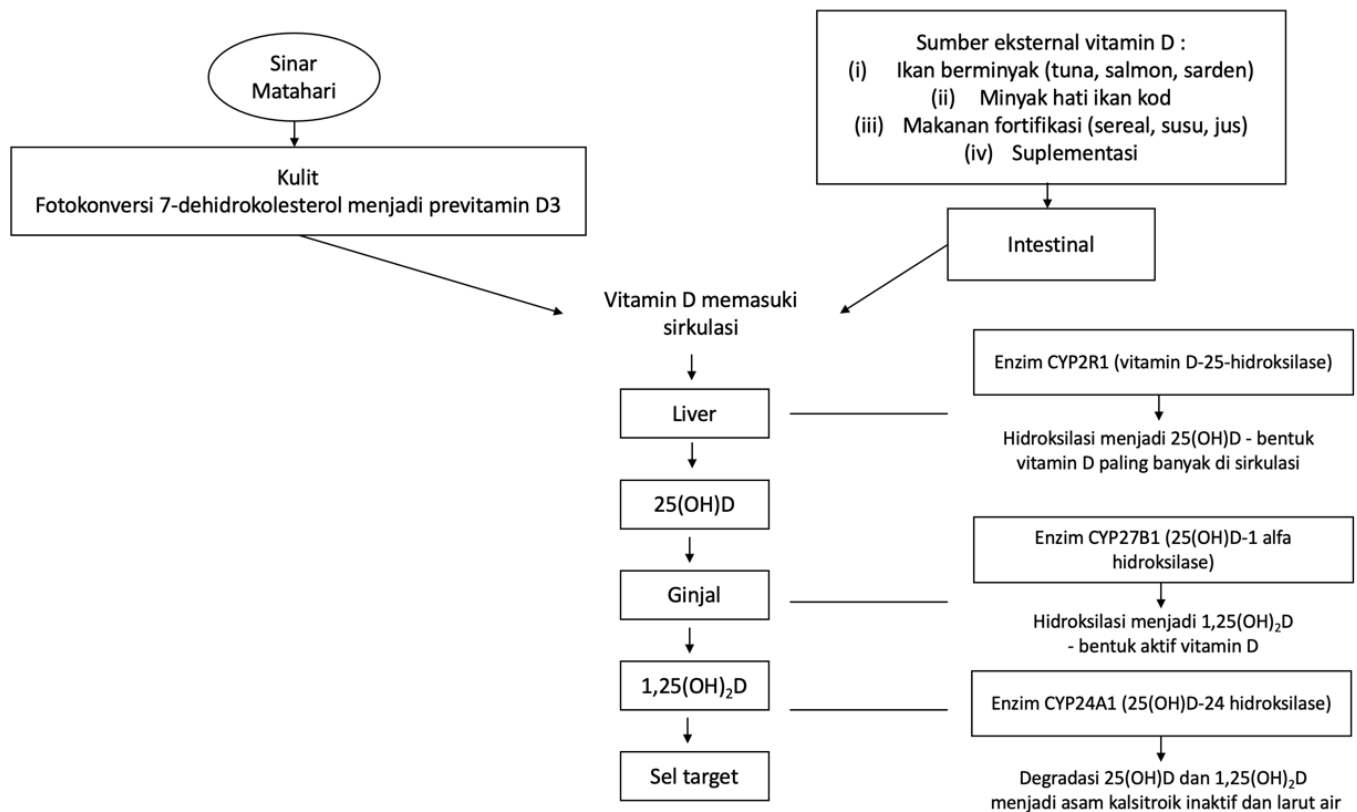 Sinar
Matahari
Kulit
Fotokonversi 7-dehidrokolesterol menjadi previtamin D3
Sumber eksternal vitamin D :
(i) Ikan berminyak (tuna, salmon, sarden)
(ii) Minyak hati ikan kod
(iii) Makanan fortifikasi (sereal, susu, jus)
(iv) Suplementasi
Intestinal
Vitamin D memasuki
sirkulasi
Liver
Enzim CYP2R1 (vitamin D-25-hidroksilase)
Hidroksilasi menjadi 25(OH)D - bentuk
vitamin D paling banyak di sirkulasi
25(OH)D
Ginjal
Enzim CYP27B1 (25(OH)D-1 alfa
hidroksilase)
Hidroksilasi menjadi 1,25(OH)₂D
- bentuk aktif vitamin D
1,25(OH)₂D
Enzim CYP24A1 (25(OH)D-24 hidroksilase)
Sel target
Degradasi 25(OH)D dan 1,25(OH)₂D
menjadi asam kalsitroik inaktif dan larut air